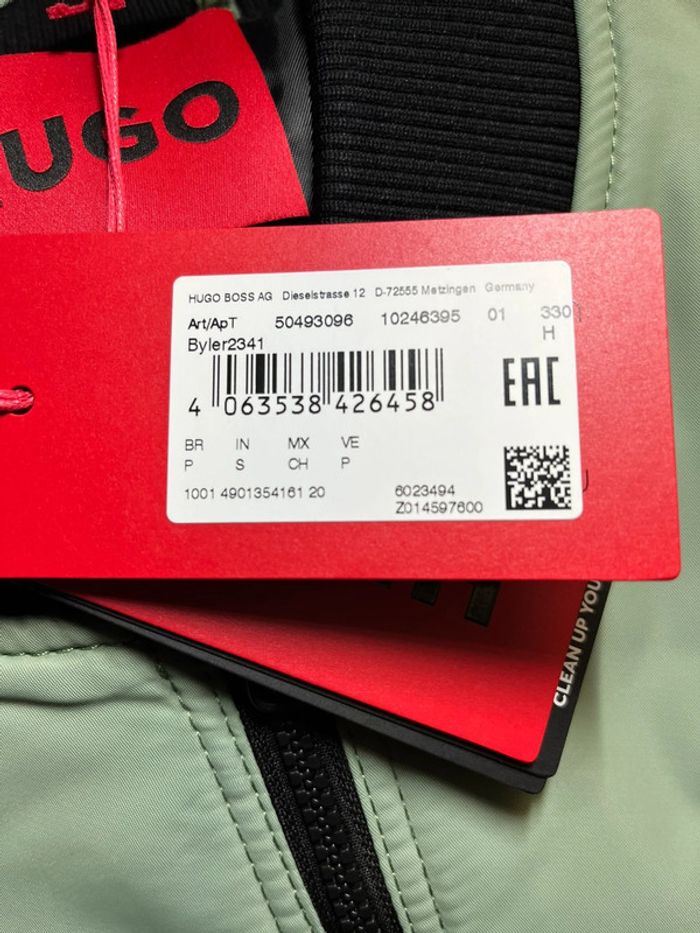 HUGO
HUGO BOSS AG Dieselstrasse 12 D-72555 Metzingen Germany
Art/ApT 50493096 10246395 01 330
Byler2341 H
EAC
4 063538 426458
BR IN MX VE
P S CH P
1001 4901354161 20 6023494
Z014597600
CLEAN UP YOU